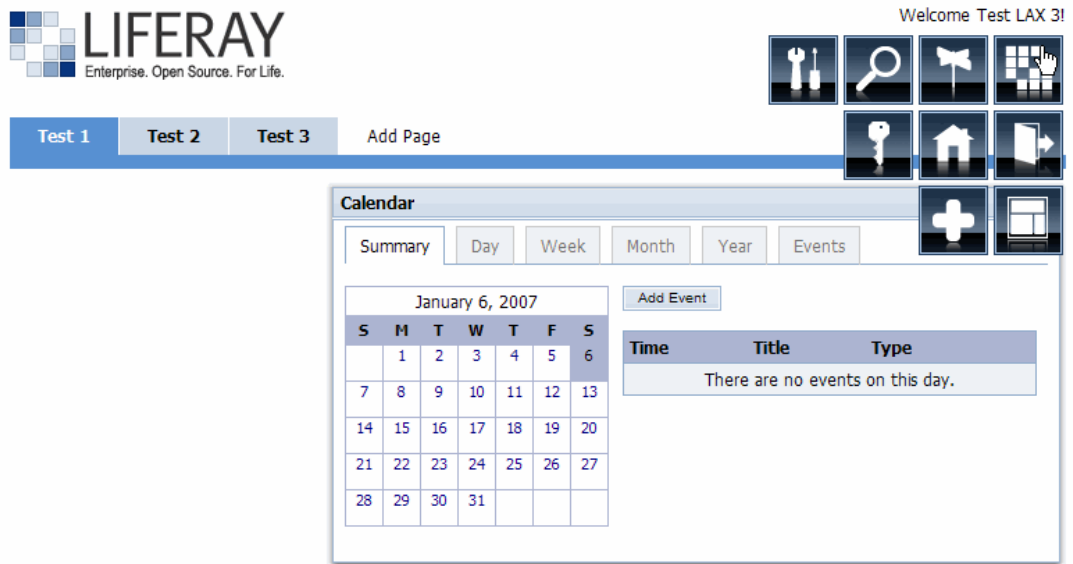 Welcome Test LAX 3!
LIFERAY
Enterprise. Open Source. For Life.
Test 1 Test 2 Test 3 Add Page
Calendar
Summary Day Week Month Year Events
January 6, 2007
Add Event
S M T W T F S
1 2 3 4 5 6
7 8 9 10 11 12 13
14 15 16 17 18 19 20
21 22 23 24 25 26 27
28 29 30 31
Time Title Type
There are no events on this day.